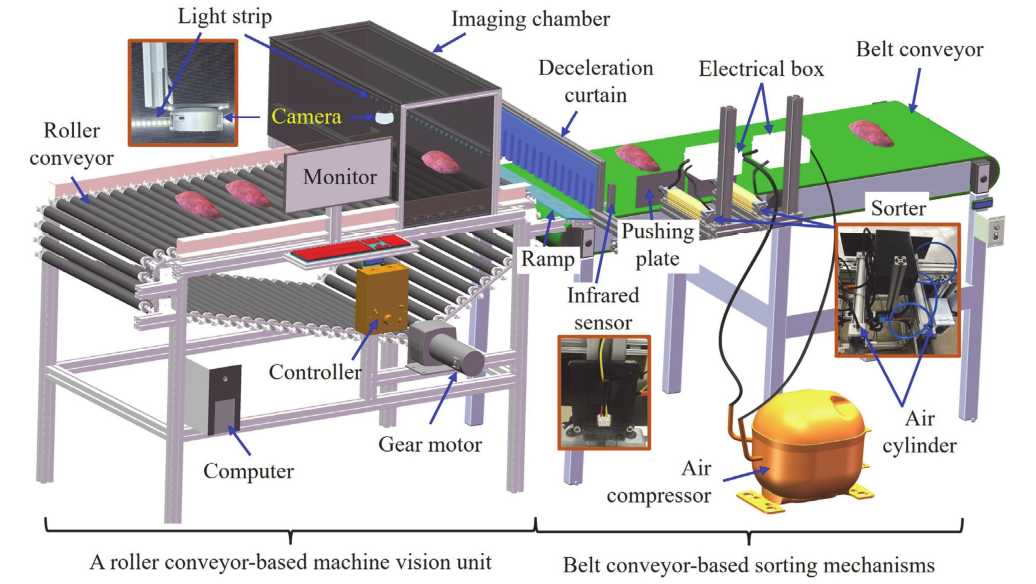 Light strip
Imaging chamber
Belt conveyor
Deceleration
curtain
Electrical box
Camera
Roller
conveyor
Monitor
Sorter
Pushing
plate
Ramp
Infrared
sensor
Controller
Gear motor
Computer
Air
cylinder
Air
compressor
A roller conveyor-based machine vision unit
Belt conveyor-based sorting mechanisms